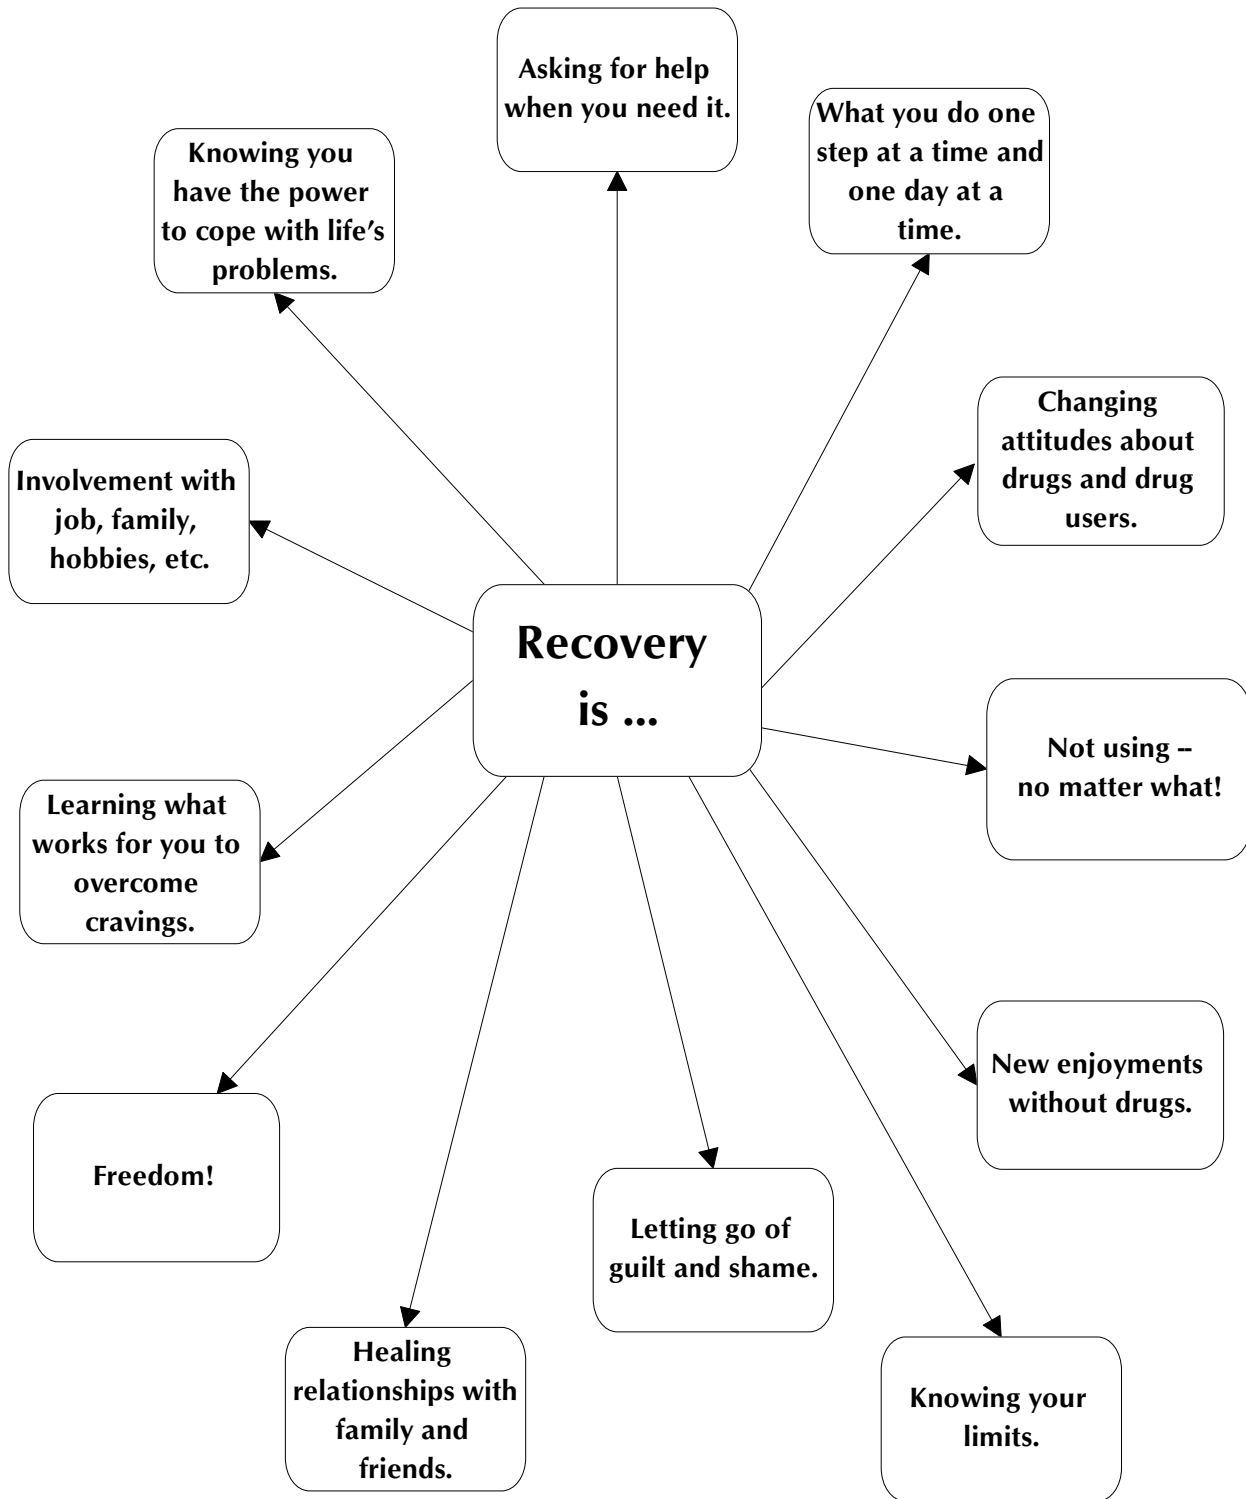 Asking for help
when you need it.
What you do one
step at a time and
one day at a
time.
Knowing you
have the power
to cope with life’s
problems.
Changing
attitudes about
drugs and drug
users.
Involvement with
job, family,
hobbies, etc.
Recovery
is ...
Not using --
no matter what!
Learning what
works for you to
overcome
cravings.
New enjoyments
without drugs.
Freedom!
Letting go of
guilt and shame.
Healing
relationships with
family and
friends.
Knowing your
limits.